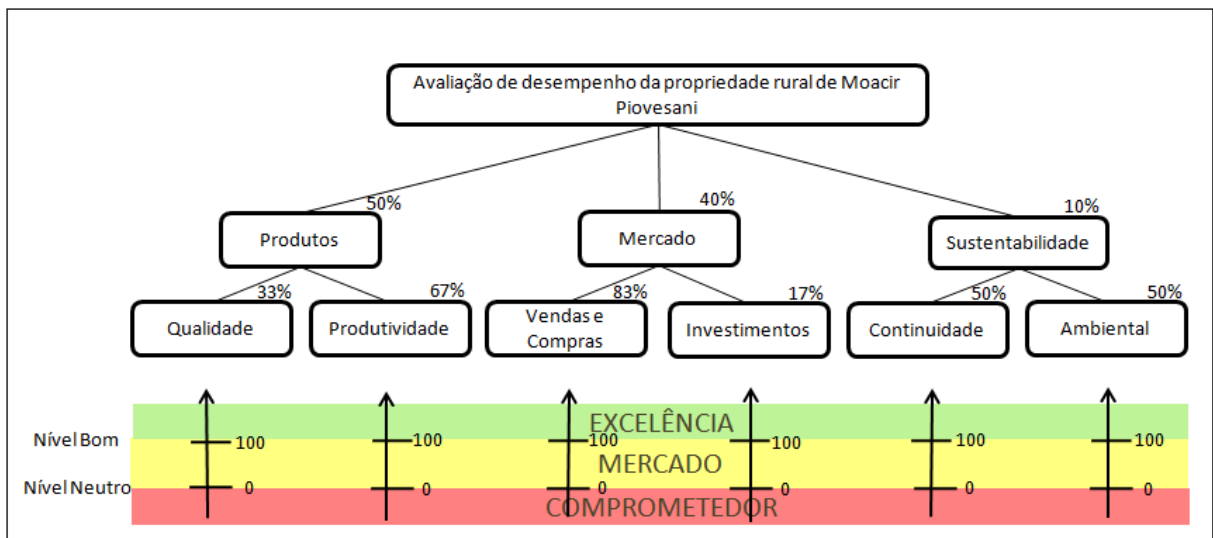 Avaliação de desempenho da propriedade rural de Moacir
Piovesani
50%
40%
10%
Produtos
Mercado
Sustentabilidade
33%
67%
83%
17%
50%
50%
Qualidade
Produtividade
Vendas e
Compras
Investimentos
Continuidade
Ambiental
EXCELÊNCIA
Nível Bom
100
100
100
100
100
100
MERCADO
Nível Neutro
0
0
0
0
0
0
COMPROMETEDOR